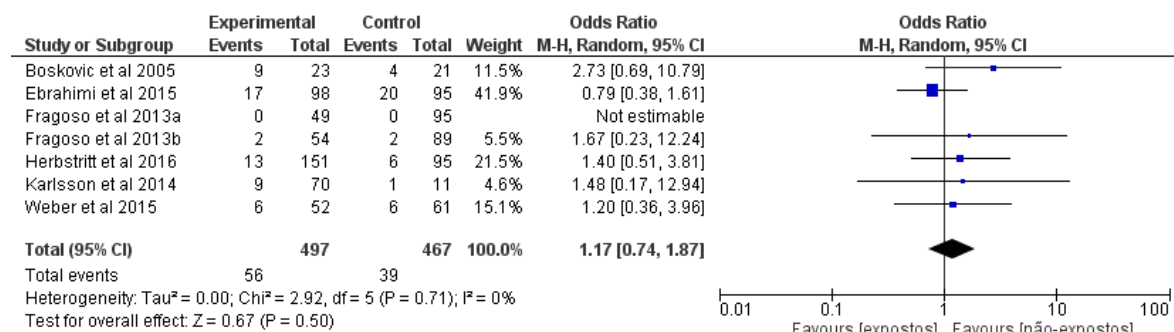 Experimental Control Odds Ratio Odds Ratio
Study or Subgroup Events Total Events Total Weight M-H, Random, 95% CI M-H, Random, 95% CI
Boskovic et al 2005 9 23 4 21 11.5% 2.73 [0.69, 10.79]
Ebrahimi et al 2015 17 98 20 95 41.9% 0.79 [0.38, 1.61]
Fragoso et al 2013a 0 49 0 95 Not estimable
Fragoso et al 2013b 2 54 2 89 5.5% 1.67 [0.23, 12.24]
Herbstritt et al 2016 13 151 6 95 21.5% 1.40 [0.51, 3.81]
Karlsson et al 2014 9 70 1 11 4.6% 1.48 [0.17, 12.94]
Weber et al 2015 6 52 6 61 15.1% 1.20 [0.36, 3.96]
Total (95% CI) 497 467 100.0% 1.17 [0.74, 1.87]
Total events 56 39
Heterogeneity: Tau² = 0.00; Chi² = 2.92, df = 5 (P = 0.71); I² = 0%
Test for overall effect: Z = 0.67 (P = 0.50)
0.01 0.1 1 10 100
Favours [expostos] Favours [não-expostos]